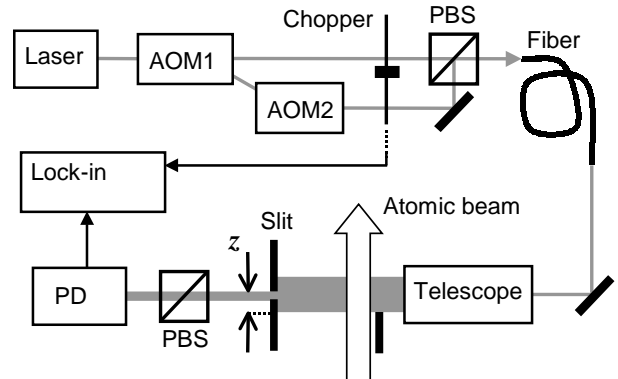 Chopper
PBS
Fiber
Laser
AOM1
AOM2
Lock-in
Slit
Atomic beam
z
PD
PBS
Telescope